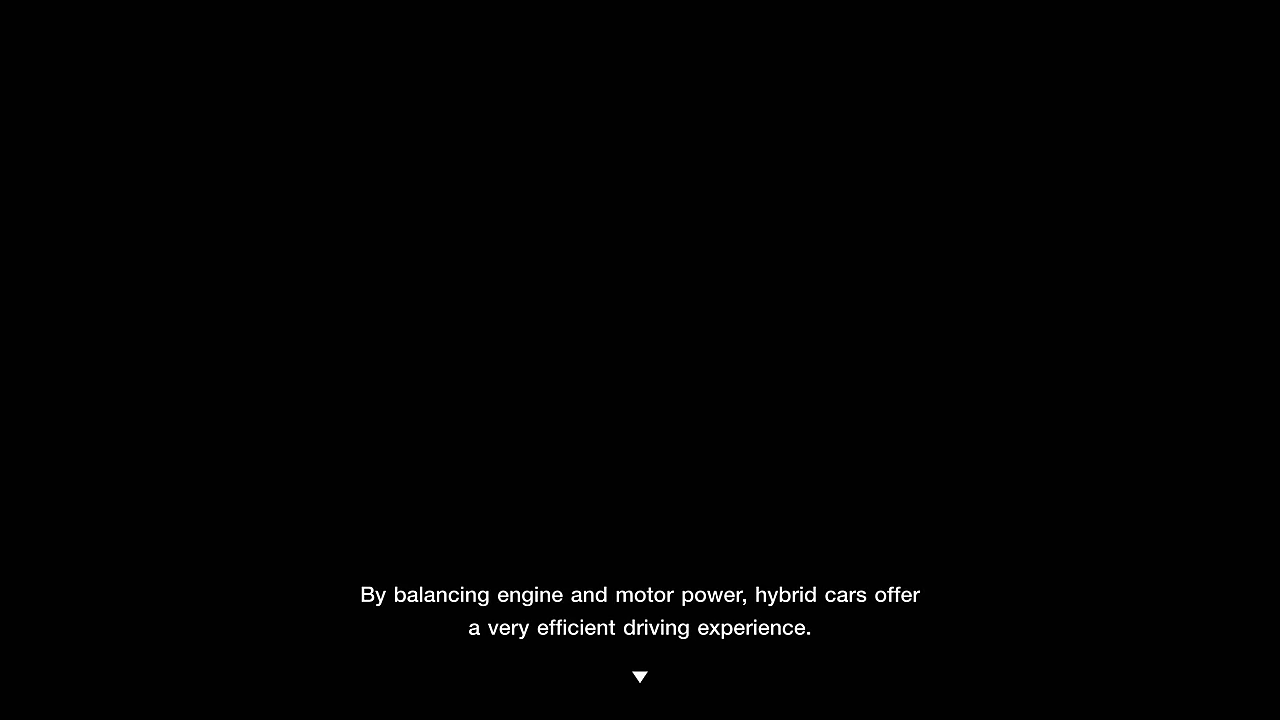 By balancing engine and motor power, hybrid cars offer
a very efficient driving experience.